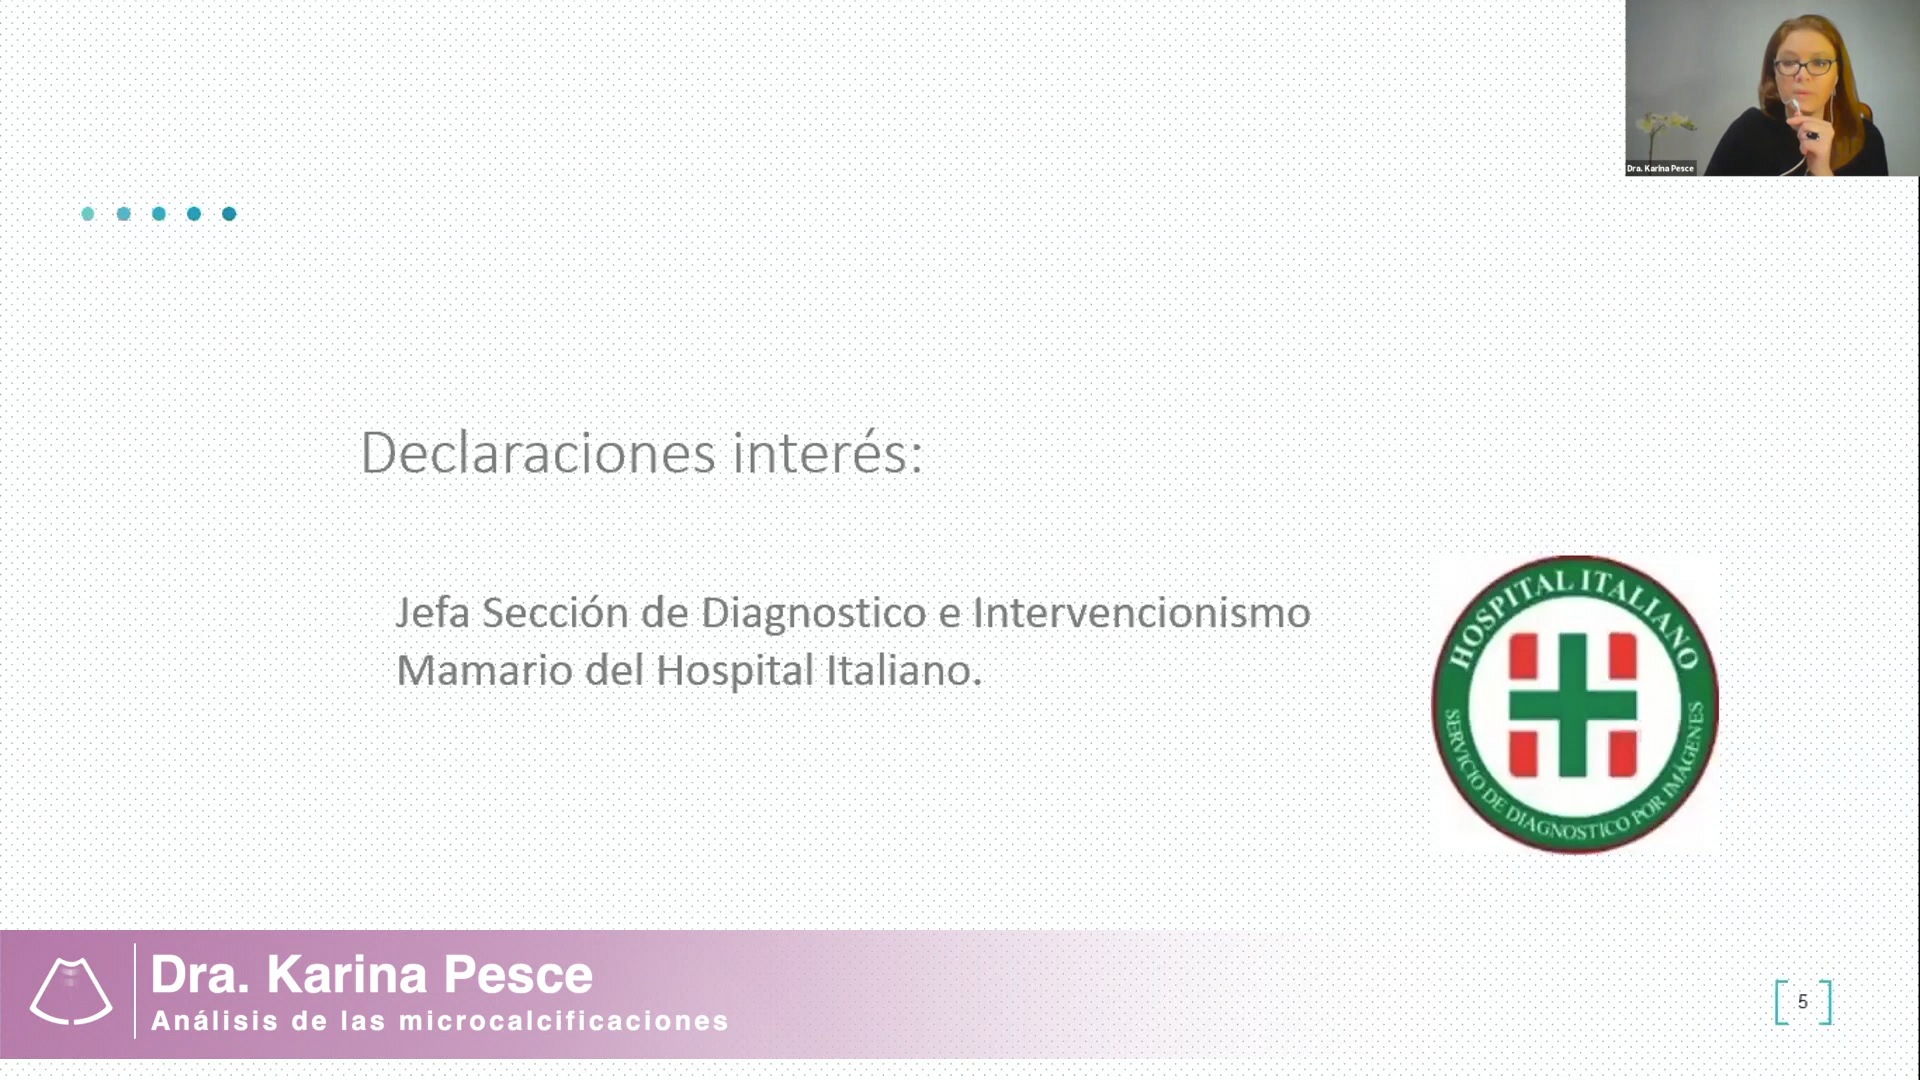 Dra. Karina Pesce
Declaraciones interés:
Jefa Sección de Diagnostico e Intervencionismo
Mamario del Hospital Italiano.
HOSPITAL ITALIANO
SERVICIO DE DIAGNOSTICO POR IMÁGENES
Dra. Karina Pesce
Análisis de las microcalcificaciones
5